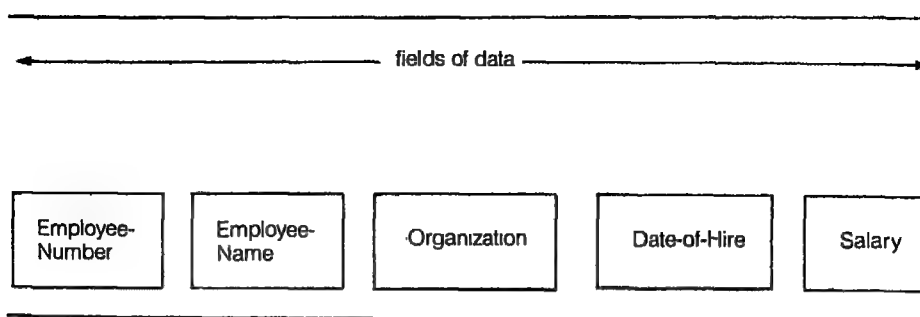 fields of data
Employee-
Number
Employee-
Name
Organization
Date-of-Hire
Salary